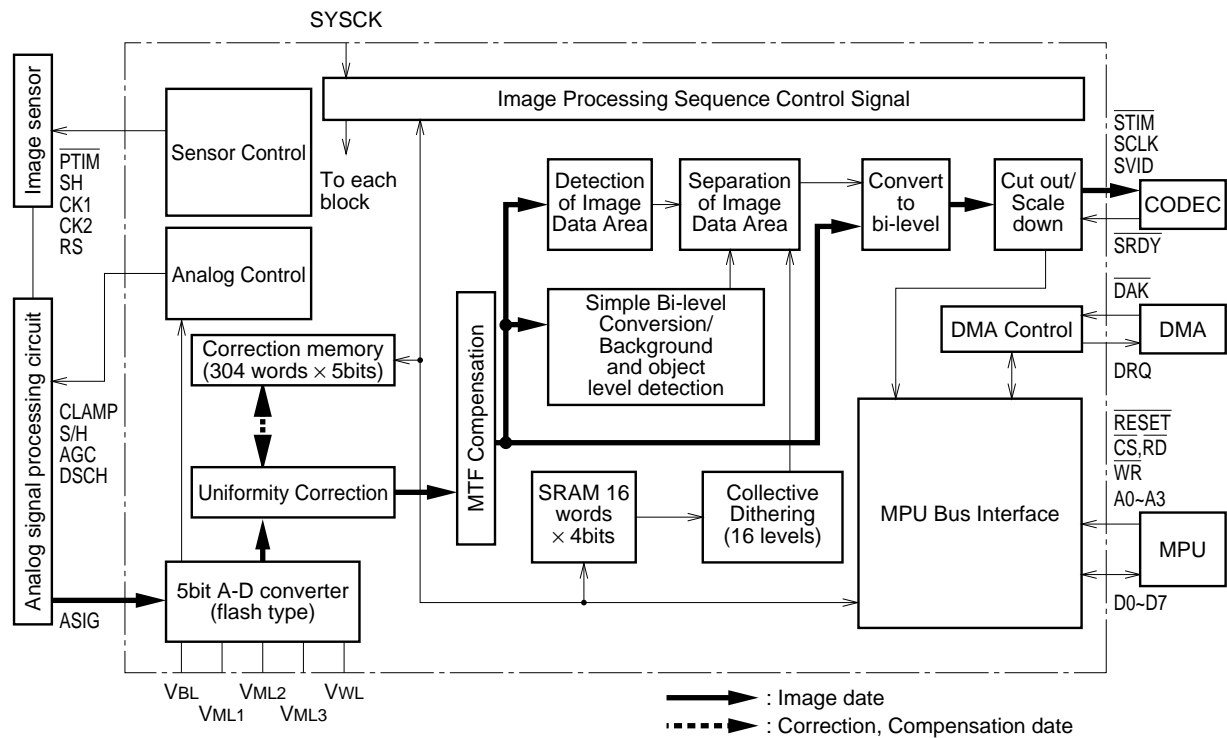 SYSCK
Image sensor
Image Processing Sequence Control Signal
Sensor Control
PTIM
SH
CK1
CK2
RS
To each
block
Detection
of Image
Data Area
Separation
of Image
Data Area
Convert
to
bi-level
Cut out/
Scale
down
STIM
SCLK
SVID
CODEC
SRDY
Analog Control
Analog signal processing circuit
Correction memory
(304 words × 5bits)
MTF Compensation
Simple Bi-level
Conversion/
Background
and object
level detection
DMA Control
DAK
DMA
DRQ
CLAMP
S/H
AGC
DSCH
Uniformity Correction
SRAM 16
words
× 4bits
Collective
Dithering
(16 levels)
MPU Bus Interface
RESET
CS,RD
WR
A0~A3
MPU
D0~D7
5bit A-D converter
(flash type)
ASIG
VBL
VML1
VML2
VML3
VWL
: Image date
: Correction, Compensation date